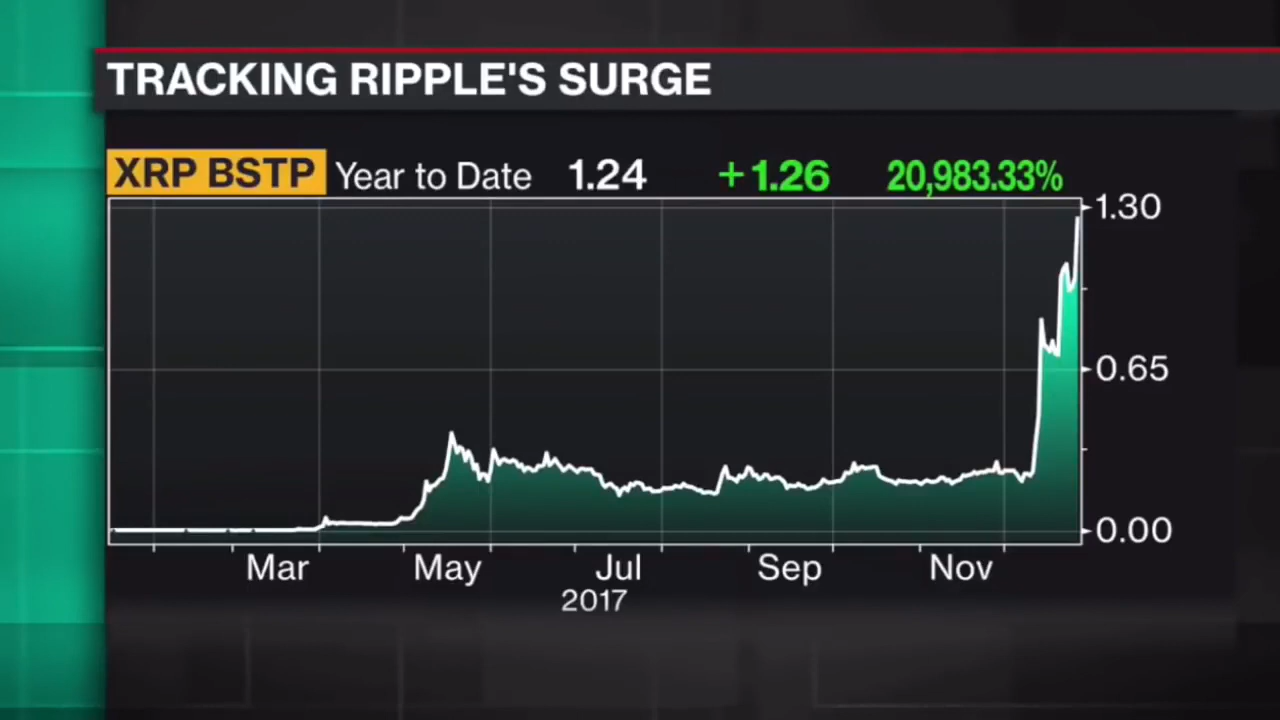 TRACKING RIPPLE'S SURGE
XRP BSTP Year to Date 1.24 +1.26 20,983.33%
1.30
0.65
0.00
Mar May Jul Sep Nov
2017